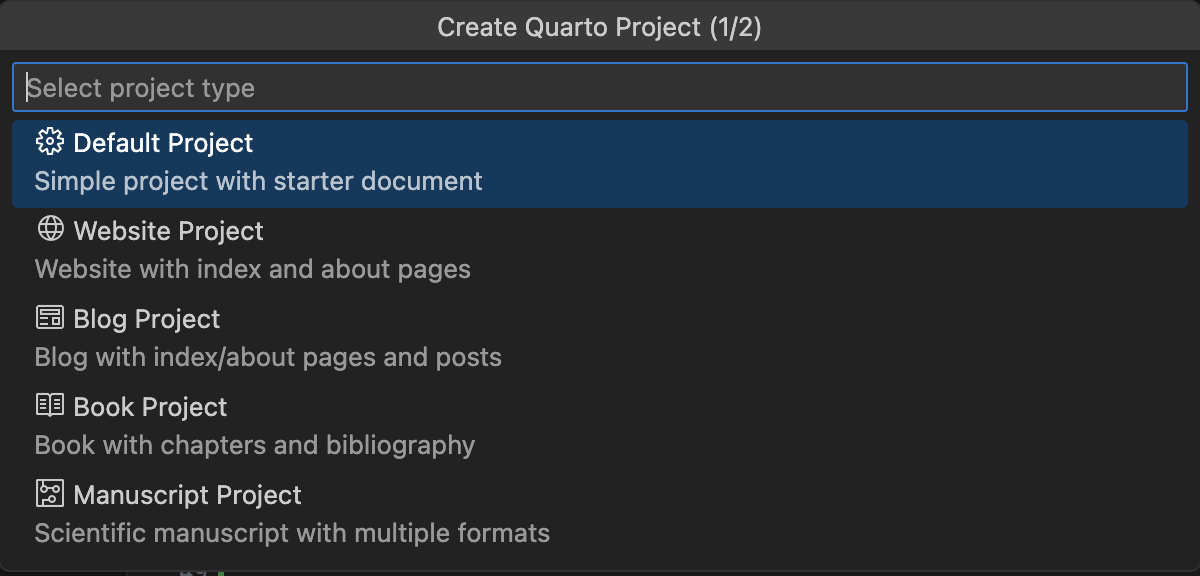 Create Quarto Project (1/2)
Select project type
Default Project
Simple project with starter document
Website Project
Website with index and about pages
Blog Project
Blog with index/about pages and posts
Book Project
Book with chapters and bibliography
Manuscript Project
Scientific manuscript with multiple formats